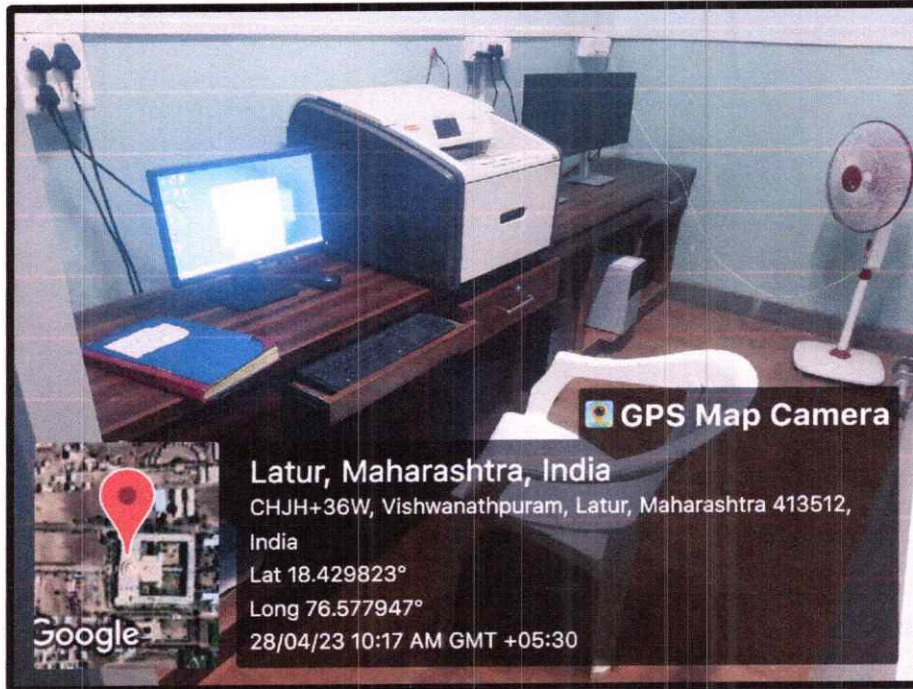 GPS Map Camera
Latur, Maharashtra, India
CHJH+36W, Vishwanathpuram, Latur, Maharashtra 413512,
India
Lat 18.429823°
Long 76.577947°
28/04/23 10:17 AM GMT +05:30
Google